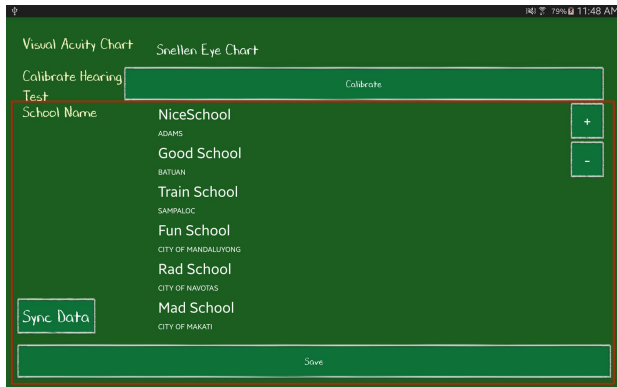 79% 11:48 AM
Visual Acuity Chart
Snellen Eye Chart
Calibrate Hearing
Test
Calibrate
School Name
NiceSchool
ADAMS
+
Good School
BATUAN
-
Train School
SAMPALOC
Fun School
CITY OF MANDALUYONG
Rad School
CITY OF NAVOTAS
Mad School
CITY OF MAKATI
Sync Data
Save